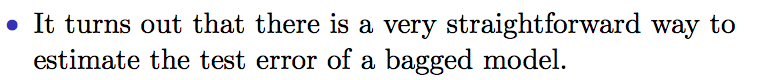 • It turns out that there is a very straightforward way to
estimate the test error of a bagged model.